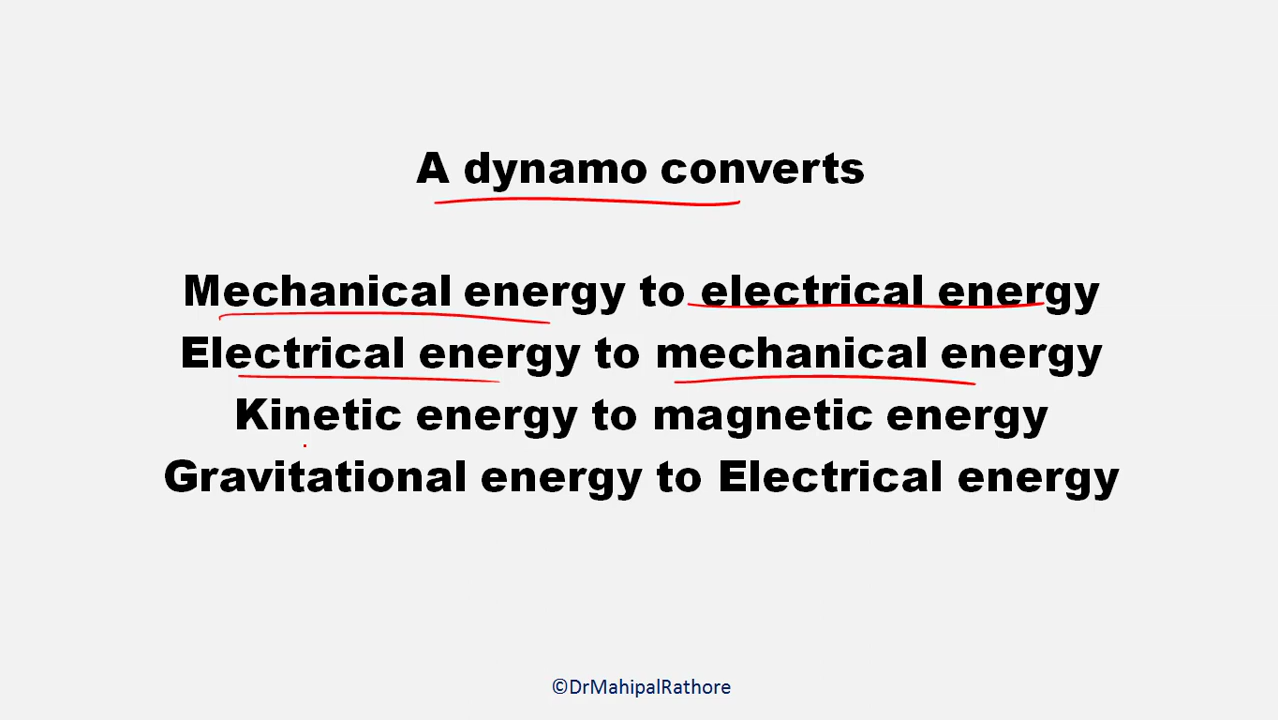 A dynamo converts
Mechanical energy to electrical energy
Electrical energy to mechanical energy
Kinetic energy to magnetic energy
Gravitational energy to Electrical energy
©DrMahipalRathore